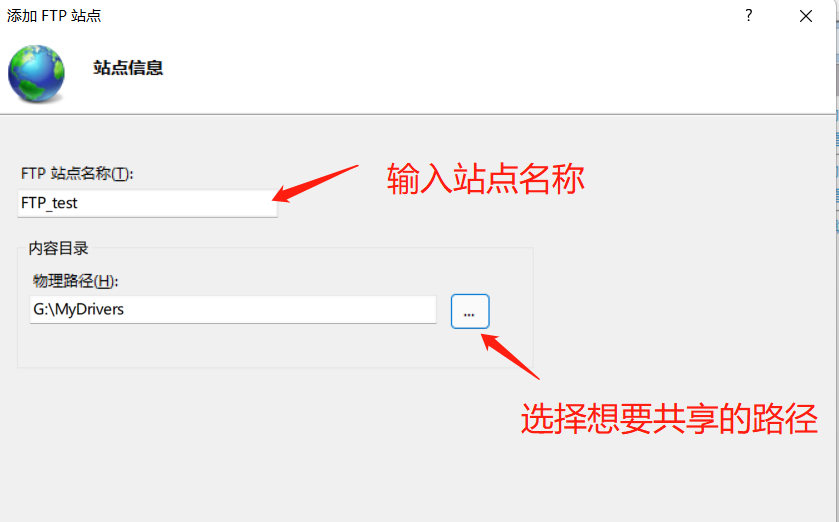 添加 FTP 站点
?
站点信息
FTP 站点名称(T):
输入站点名称
FTP_test
内容目录
物理路径(H):
G:\MyDrivers
...
选择想要共享的路径